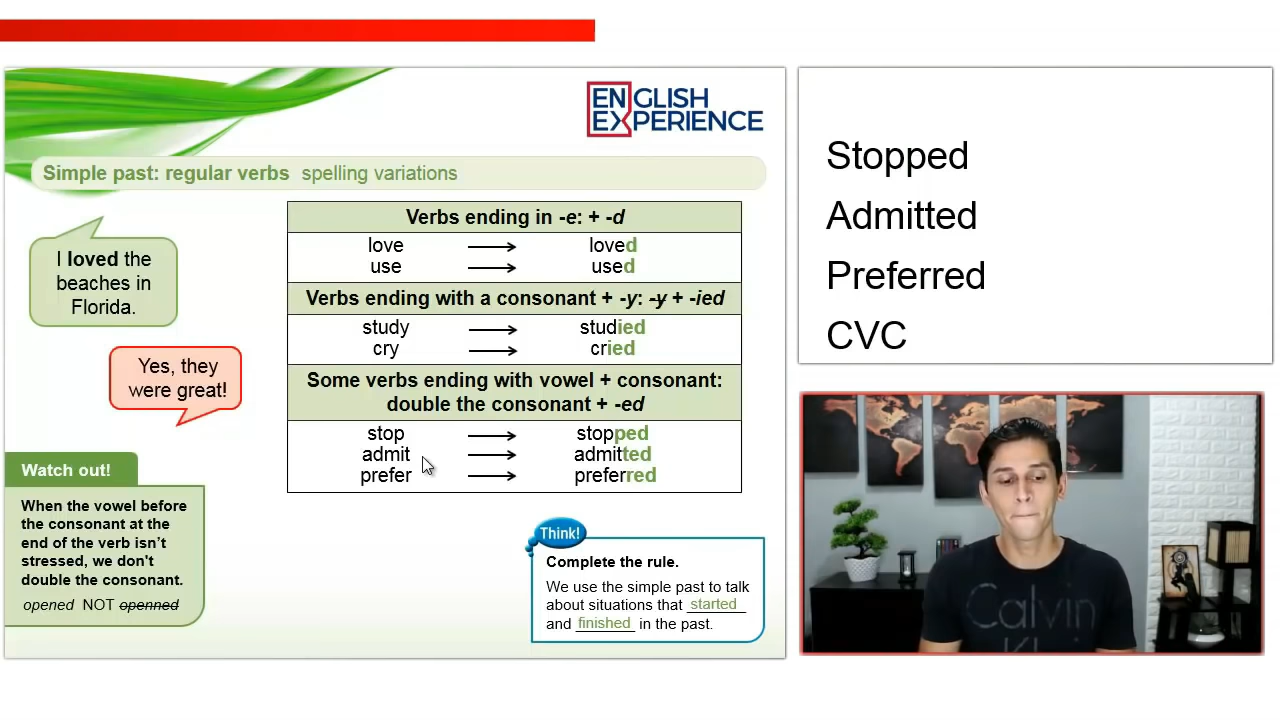 ENGLISH
EXPERIENCE
Simple past: regular verbs spelling variations
I loved the
beaches in
Florida.
Yes, they
were great!
Watch out!
When the vowel before
the consonant at the
end of the verb isn't
stressed, we don't
double the consonant.
opened NOT openned
Verbs ending in -e: + -d
love → loved
use → used
Verbs ending with a consonant + -y: -y + -ied
study → studied
cry → cried
Some verbs ending with vowel + consonant:
double the consonant + -ed
stop → stopped
admit → admitted
prefer → preferred
Think!
Complete the rule.
We use the simple past to talk
about situations that started
and finished in the past.
Stopped
Admitted
Preferred
CVC
Calvin